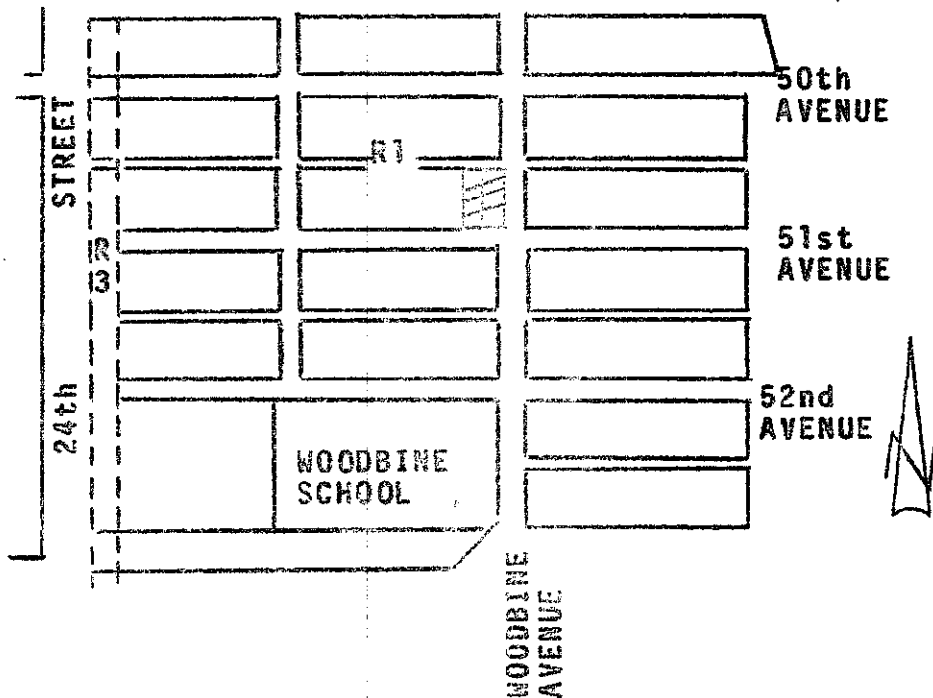 50th
AVENUE
STREET
R1
51st
AVENUE
R
3
24th
52nd
AVENUE
WOODBINE
SCHOOL
N
WOODBINE
AVENUE